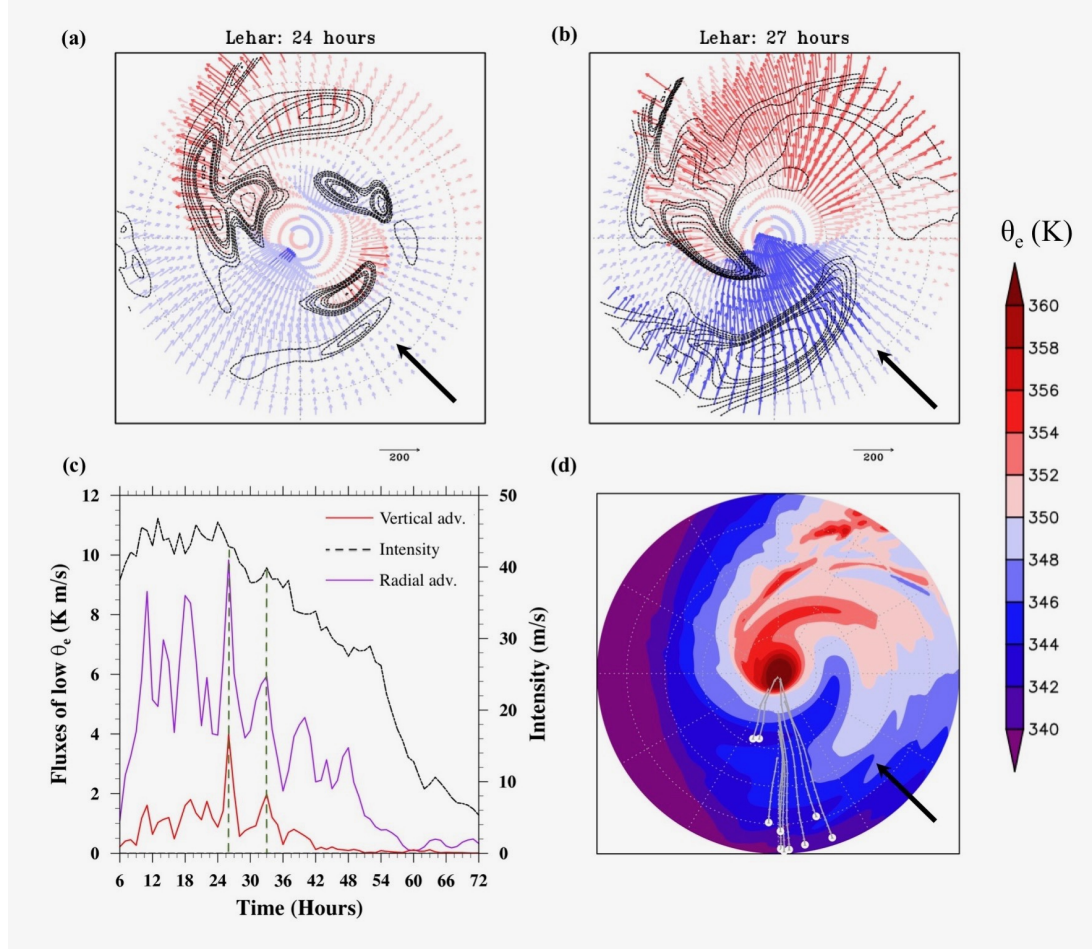 (a)
Lehar: 24 hours
(b)
Lehar: 27 hours
200
200
θe (K)
360
358
356
354
352
350
348
346
344
342
340
(c)
12
10
8
6
4
2
0
Fluxes of low θe (K m/s)
Vertical adv.
Intensity
Radial adv.
50
40
30
20
10
0
Intensity (m/s)
6 12 18 24 30 36 42 48 54 60 66 72
Time (Hours)
(d)